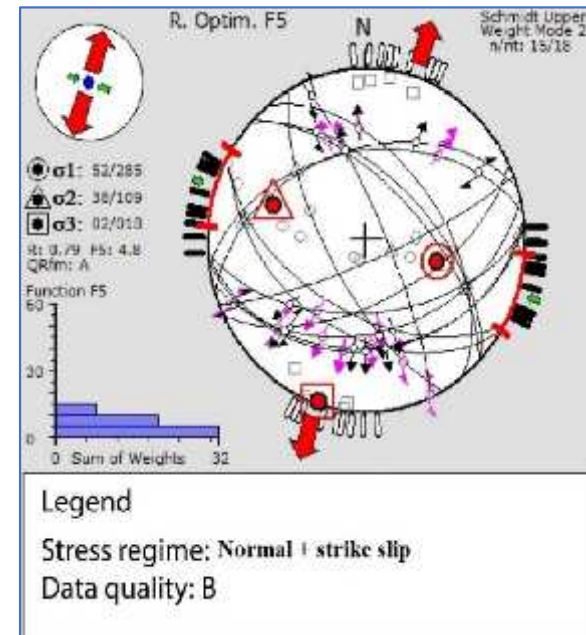 R. Optim. F5
N
Schmidt Upper
Weight Mode 2
n/nt: 15/18
σ1: 52/285
σ2: 38/109
σ3: 02/018
R: 0.79 F5: 4.8
QRfm: A
Function F5
60
30
0
0 Sum of Weights 32
Legend
Stress regime: Normal + strike slip
Data quality: B